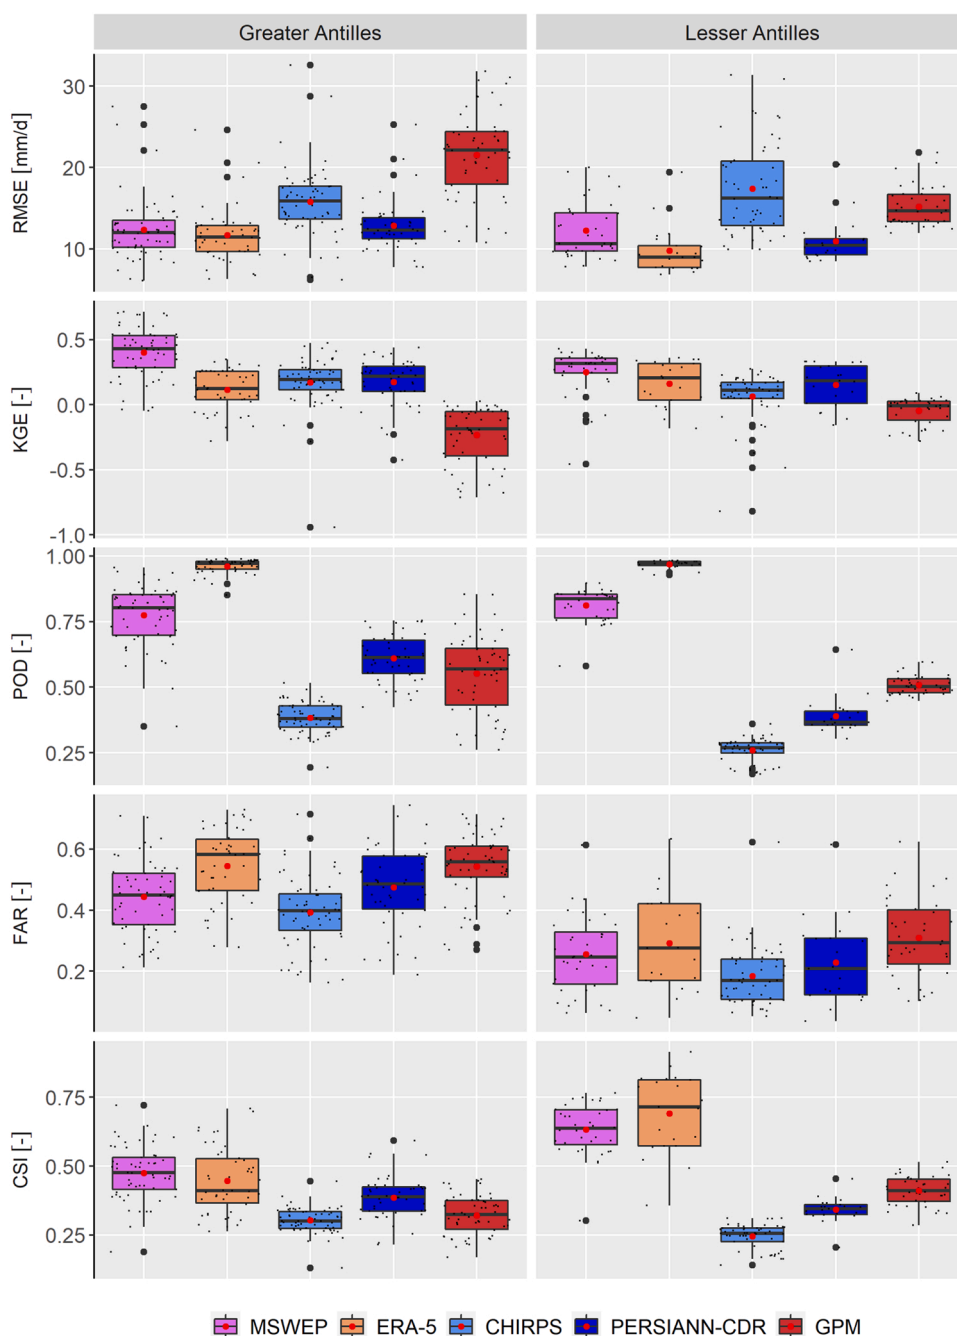 Greater Antilles
Lesser Antilles
RMSE [mm/d]
30
20
10
KGE [-]
0.5
0.0
-0.5
-1.0
POD [-]
1.00
0.75
0.50
0.25
FAR [-]
0.6
0.4
0.2
CSI [-]
0.75
0.50
0.25
MSWEP
ERA-5
CHIRPS
PERSIANN-CDR
GPM